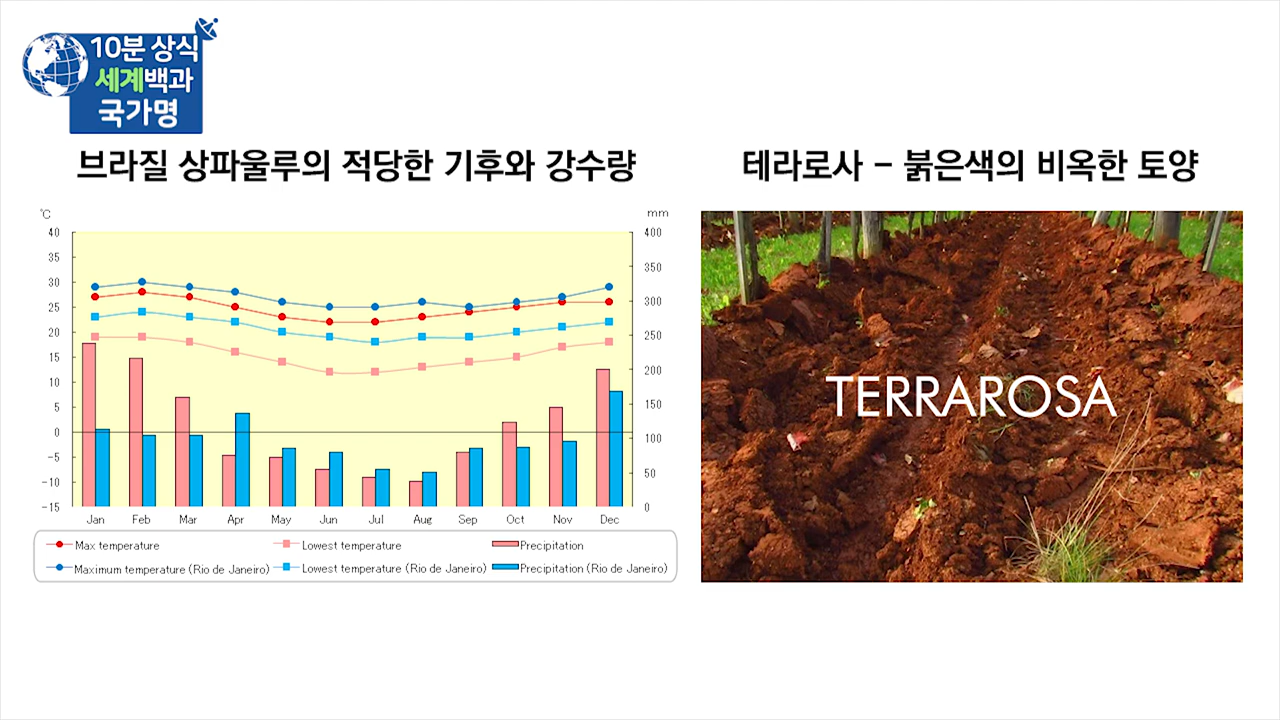 10분 상식
세계백과
국가명
브라질 상파울루의 적당한 기후와 강수량
테라로사 - 붉은색의 비옥한 토양
℃
mm
40
35
30
25
20
15
10
5
0
-5
-10
-15
400
350
300
250
200
150
100
50
0
Jan Feb Mar Apr May Jun Jul Aug Sep Oct Nov Dec
Max temperature Lowest temperature Precipitation
Maximum temperature (Rio de Janeiro) Lowest temperature (Rio de Janeiro) Precipitation (Rio de Janeiro)
TERRAROSA